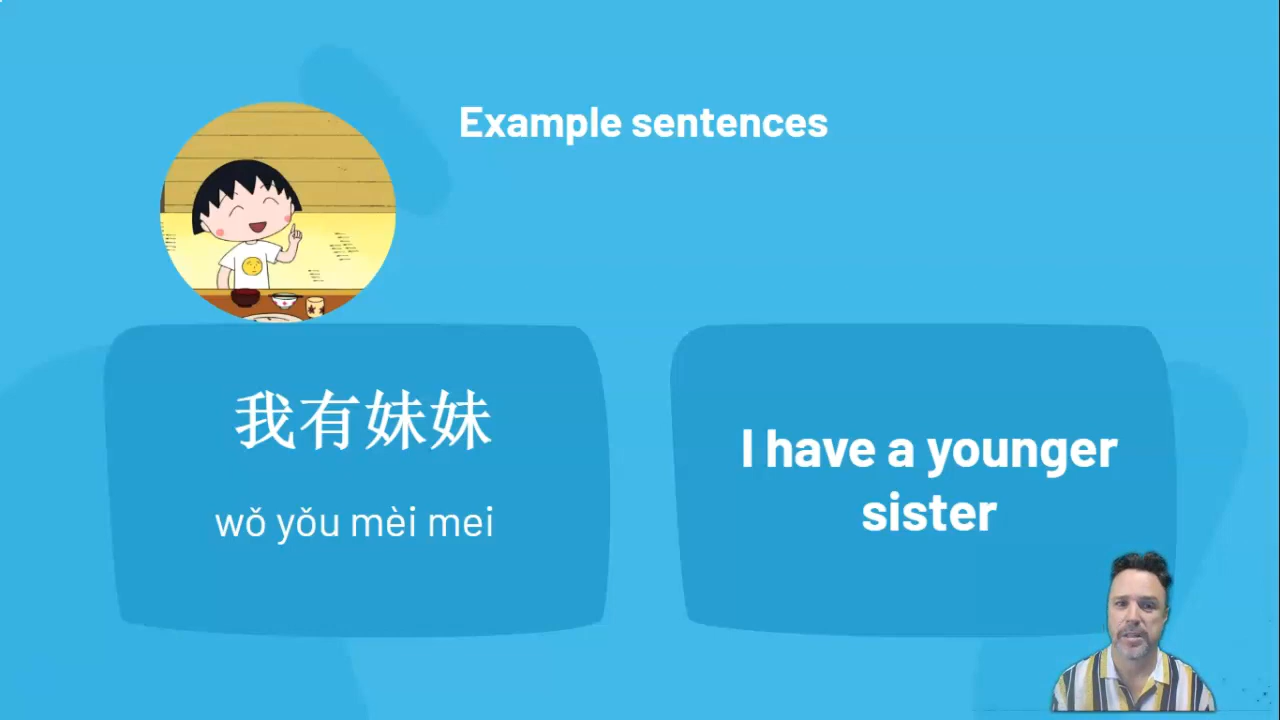 Example sentences
我有妹妹
wǒ yǒu mèi mei
I have a younger
sister